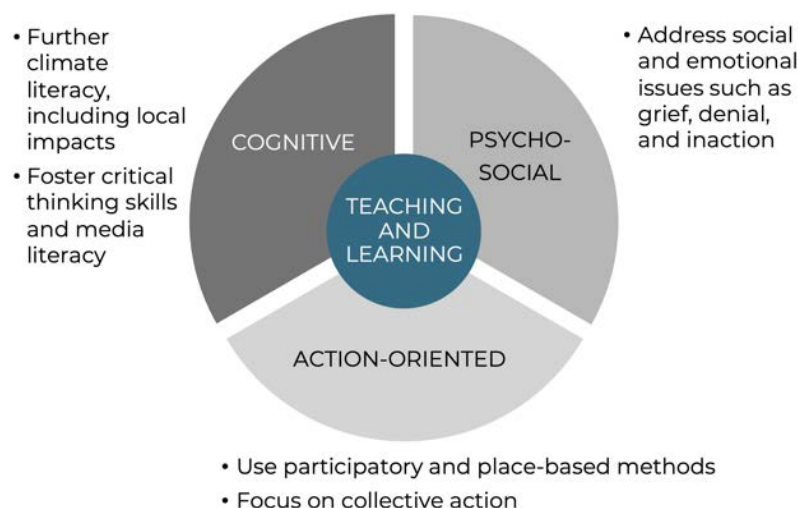 • Further
climate
literacy,
including local
impacts
• Foster critical
thinking skills
and media
literacy
COGNITIVE
PSYCHO-
SOCIAL
• Address social
and emotional
issues such as
grief, denial,
and inaction
TEACHING
AND
LEARNING
ACTION-ORIENTED
• Use participatory and place-based methods
• Focus on collective action